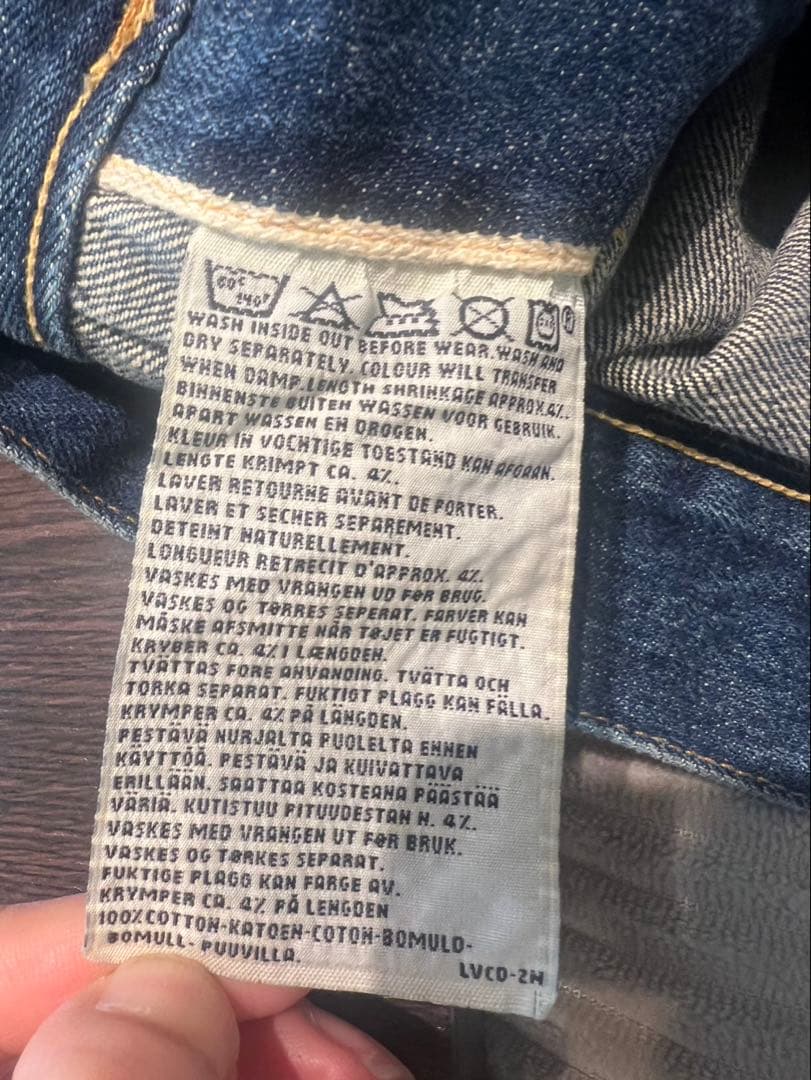 60°C
140°F
WASH INSIDE OUT BEFORE WEAR.WASH AND
DRY SEPARATELY. COLOUR WILL TRANSFER
WHEN DAMP.LENGTH SHRINKAGE APPROX.4%.
BINNENSTE BUITEN WASSEN VOOR GEBRUIK.
APART WASSEN EN DROGEN.
KLEUR IN VOCHTIGE TOESTAND KAN AFGAAN.
LENGTE KRIMPT CA. 4%.
LAVER RETOURNE AVANT DE PORTER.
LAVER ET SECHER SEPAREMENT.
DETEINT NATURELLEMENT.
LONGUEUR RETRECIT D'APPROX. 4%.
VASKES MED VRANGEN UD FØR BRUG.
VASKES OG TØRRES SEPERAT. FARVER KAN
MÅSKE AFSMITTE NÅR TØJET ER FUGTIGT.
KRYBER CA. 4% I LÆNGDEN.
TVÄTTAS FORE ANVANDING. TVÄTTA OCH
TORKA SEPARAT. FUKTIGT PLAGG KAN FÄLLA.
KRYMPER CA. 4% PÅ LÄNGDEN.
PESTÄVÄ NURJALTA PUOLELTA ENNEN
KÄYTTÖÄ. PESTÄVÄ JA KUIVATTAVA
ERILLÄÄN. SAATTAA KOSTEANA PÄÄSTÄÄ
VÄRIÄ. KUTISTUU PITUUDESTAN N. 4%.
VASKES MED VRANGEN UT FØR BRUK.
VASKES OG TØRKES SEPARAT.
FUKTIGE PLAGG KAN FARGE AV.
KRYMPER CA. 4% PÅ LENGDEN
100%COTTON-KATOEN-COTON-BOMULD-
BOMULL- PUUVILLA.
LVCD-2N